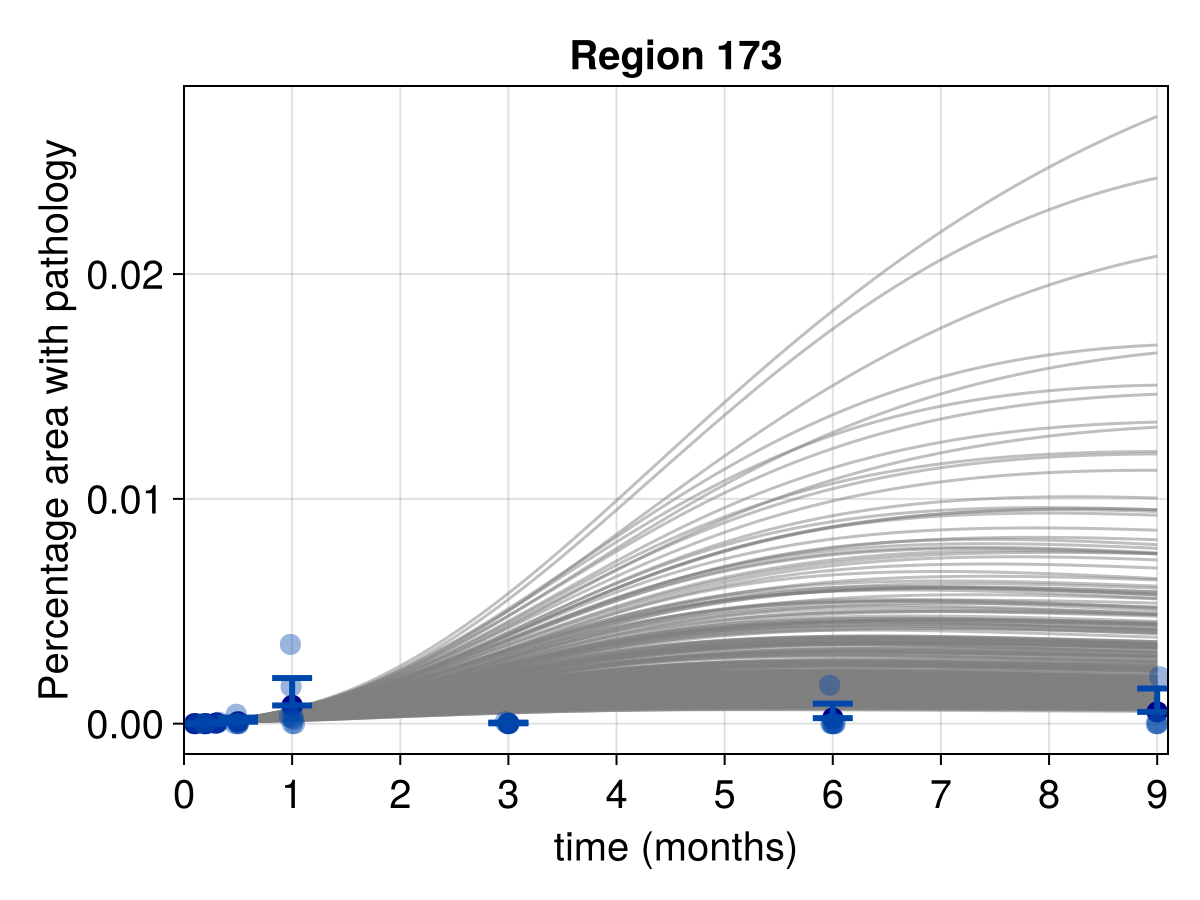 Region 173
Percentage area with pathology
0.02
0.01
0.00
0 1 2 3 4 5 6 7 8 9
time (months)